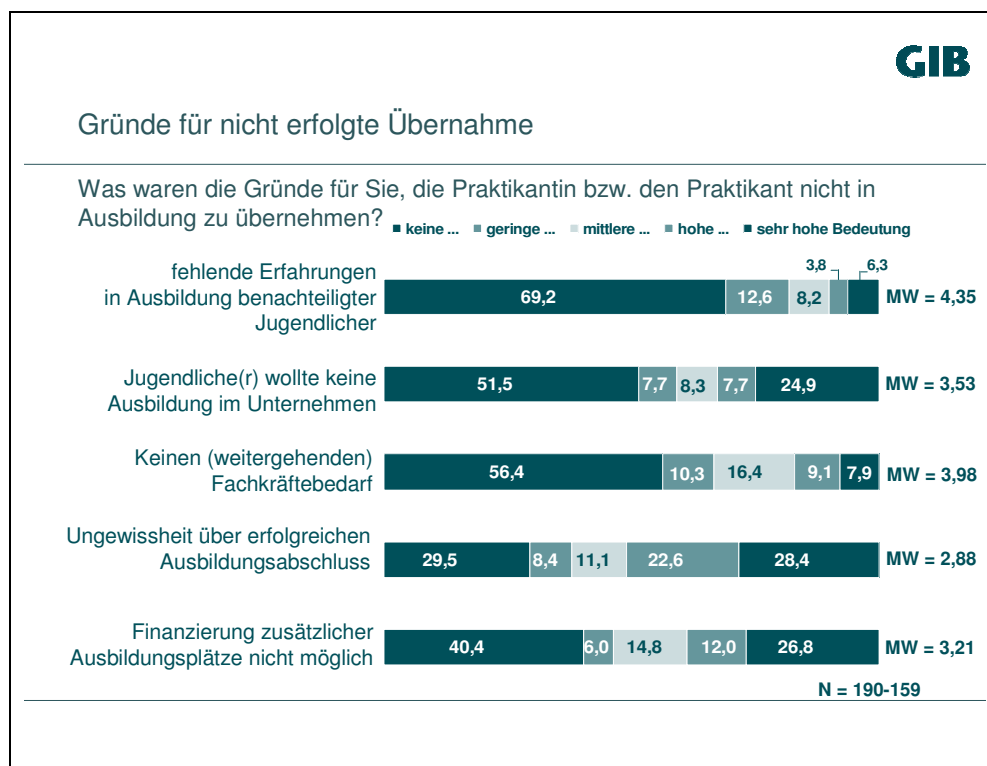 GIB
Gründe für nicht erfolgte Übernahme
Was waren die Gründe für Sie, die Praktikantin bzw. den Praktikant nicht in
Ausbildung zu übernehmen?
keine ... geringe ... mittlere ... hohe ... sehr hohe Bedeutung
fehlende Erfahrungen
in Ausbildung benachteiligter
Jugendlicher
69,2 12,6 8,2 3,8 6,3 MW = 4,35
Jugendliche(r) wollte keine
Ausbildung im Unternehmen
51,5 7,7 8,3 7,7 24,9 MW = 3,53
Keinen (weitergehenden)
Fachkräftebedarf
56,4 10,3 16,4 9,1 7,9 MW = 3,98
Ungewissheit über erfolgreichen
Ausbildungsabschluss
29,5 8,4 11,1 22,6 28,4 MW = 2,88
Finanzierung zusätzlicher
Ausbildungsplätze nicht möglich
40,4 6,0 14,8 12,0 26,8 MW = 3,21
N = 190-159